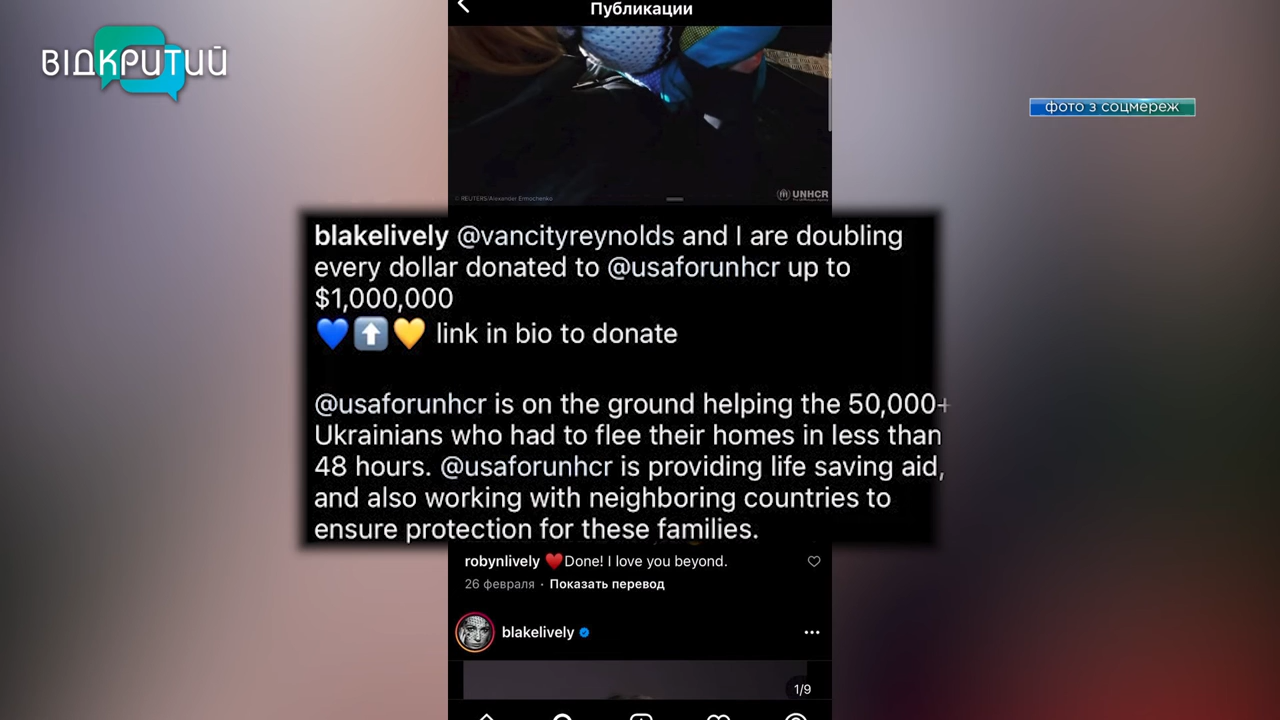 Публикации
ВІДКРИТИЙ
фото з соцмереж
© REUTERS/Alexander Ermochenko
UNHCR
blakelively @vancityreynolds and I are doubling
every dollar donated to @usaforunhcr up to
$1,000,000
💙⬆️💛 link in bio to donate
@usaforunhcr is on the ground helping the 50,000+
Ukrainians who had to flee their homes in less than
48 hours. @usaforunhcr is providing life saving aid,
and also working with neighboring countries to
ensure protection for these families.
robynlively ❤️Done! I love you beyond.
26 февраля · Показать перевод
blakelively
1/9